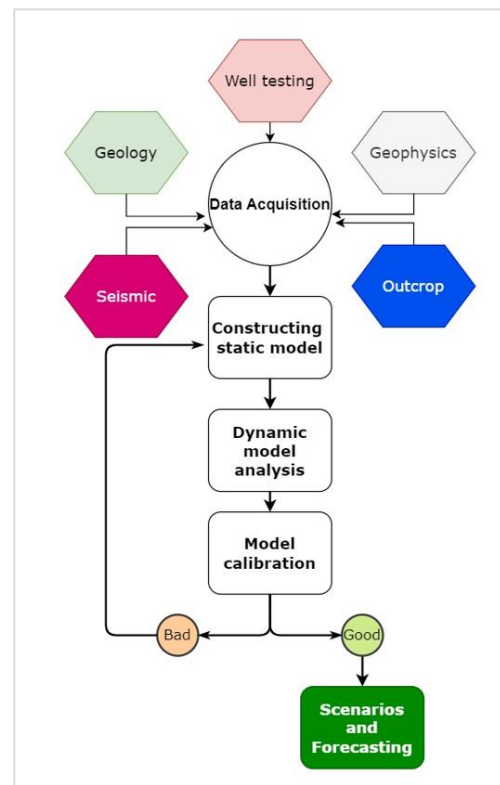 Well testing
Geology
Geophysics
Data Acquisition
Seismic
Outcrop
Constructing
static model
Dynamic
model
analysis
Model
calibration
Bad
Good
Scenarios
and
Forecasting